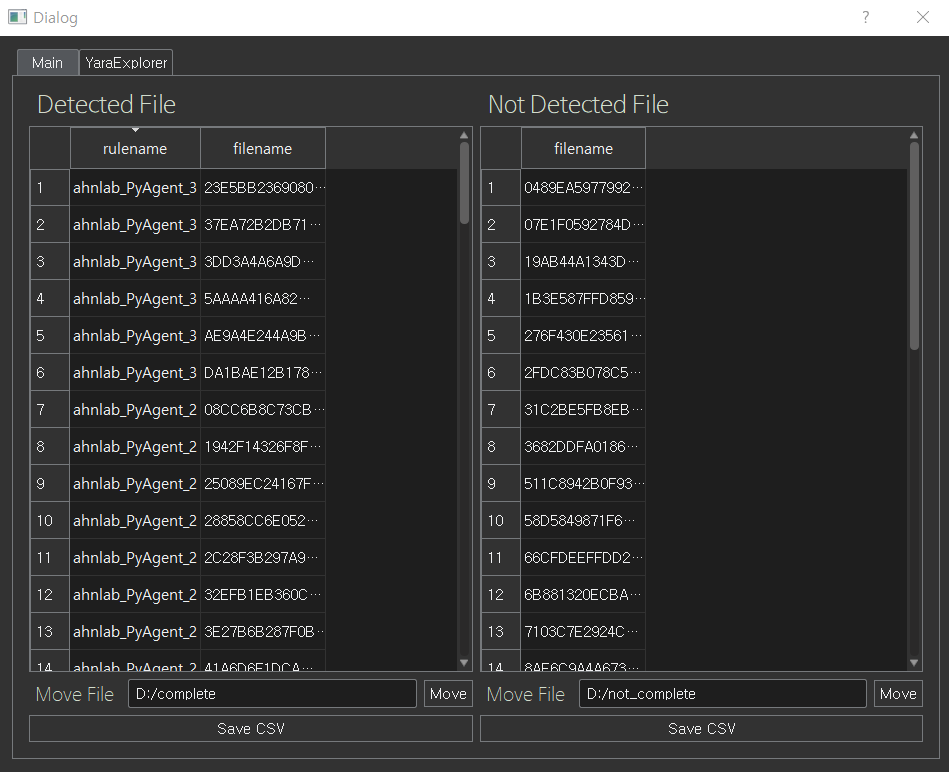 Dialog
Main YaraExplorer
Detected File
rulename filename
1 ahnlab_PyAgent_3 23E5BB2369080…
2 ahnlab_PyAgent_3 37EA72B2DB71…
3 ahnlab_PyAgent_3 3DD3A4A6A9D…
4 ahnlab_PyAgent_3 5AAAA416A82…
5 ahnlab_PyAgent_3 AE9A4E244A9B…
6 ahnlab_PyAgent_3 DA1BAE12B178…
7 ahnlab_PyAgent_2 08CC6B8C73CB…
8 ahnlab_PyAgent_2 1942F14326F8F…
9 ahnlab_PyAgent_2 25089EC24167F…
10 ahnlab_PyAgent_2 28858CC6E052…
11 ahnlab_PyAgent_2 2C28F3B297A9…
12 ahnlab_PyAgent_2 32EFB1EB360C…
13 ahnlab_PyAgent_2 3E27B6B287F0B…
14 ahnlab_PyAgent_2 41A6D6F1DCA…
Move File D:/complete Move
Save CSV
Not Detected File
filename
1 0489EA5977992…
2 07E1F0592784D…
3 19AB44A1343D…
4 1B3E587FFD859…
5 276F430E23561…
6 2FDC83B078C5…
7 31C2BE5FB8EB…
8 3682DDFA0186…
9 511C8942B0F93…
10 58D5849871F6…
11 66CFDEEFFDD2…
12 6B881320ECBA…
13 7103C7E2924C…
14 8AF6C9A4A673…
Move File D:/not_complete Move
Save CSV